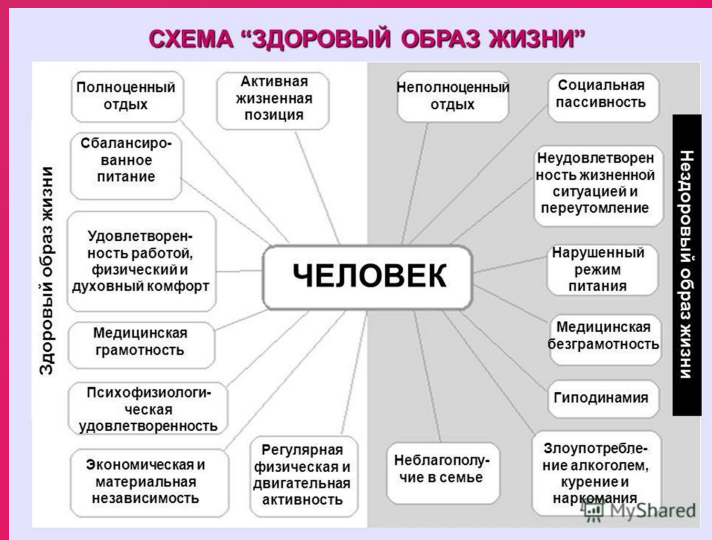 СХЕМА “ЗДОРОВЫЙ ОБРАЗ ЖИЗНИ”
Здоровый образ жизни
Полноценный
отдых
Активная
жизненная
позиция
Сбалансиро-
ванное
питание
Удовлетворен-
ность работой,
физический и
духовный комфорт
Медицинская
грамотность
Психофизиологи-
ческая
удовлетворенность
Экономическая и
материальная
независимость
Регулярная
физическая и
двигательная
активность
ЧЕЛОВЕК
Неполноценный
отдых
Социальная
пассивность
Неудовлетворен
ность жизненной
ситуацией и
переутомление
Нарушенный
режим
питания
Медицинская
безграмотность
Гиподинамия
Злоупотребле-
ние алкоголем,
курение и
наркомания
Неблагополу-
чие в семье
Нездоровый образ жизни
MyShared